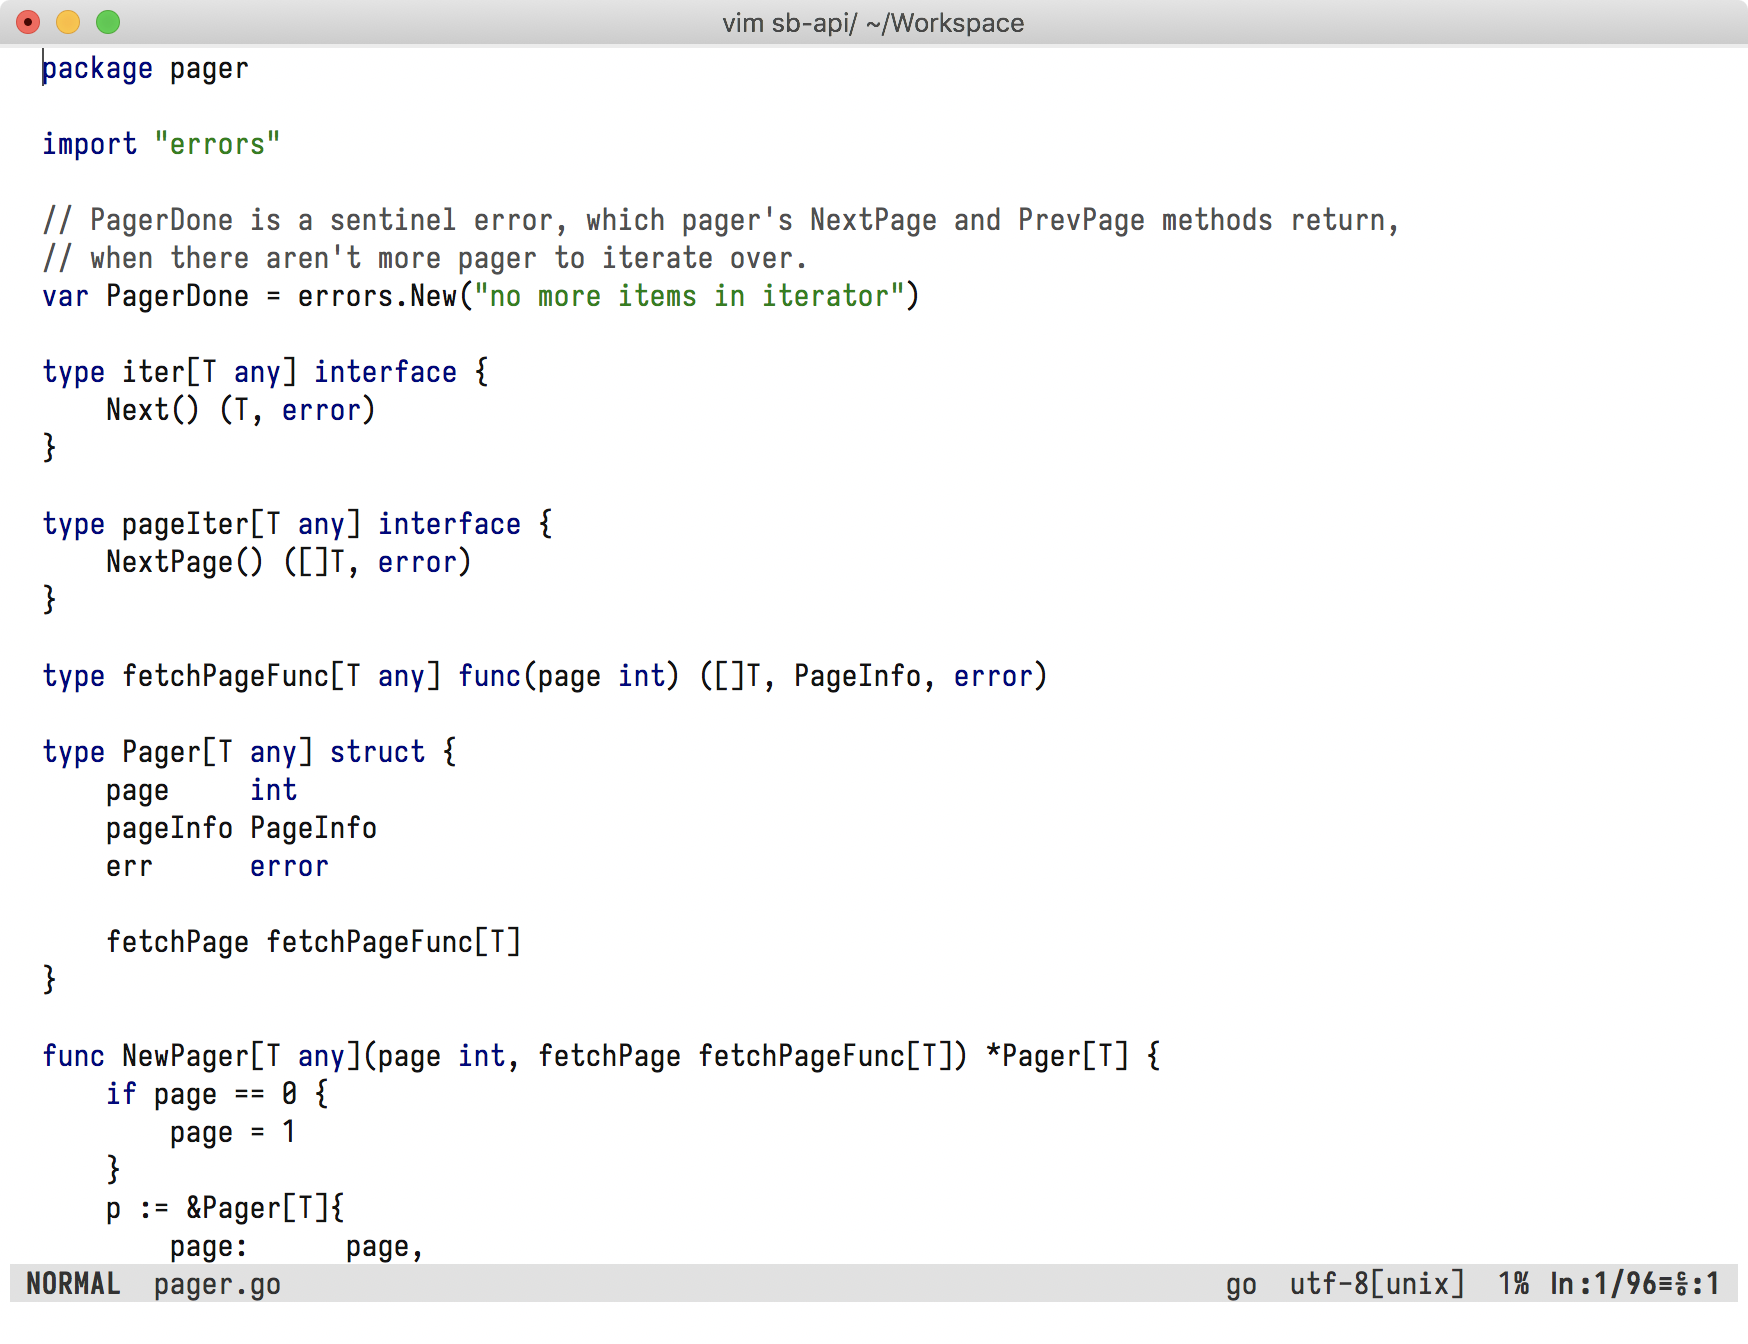 vim sb-api/ ~/Workspace
package pager

import "errors"

// PagerDone is a sentinel error, which pager's NextPage and PrevPage methods return,
// when there aren't more pager to iterate over.
var PagerDone = errors.New("no more items in iterator")

type iter[T any] interface {
    Next() (T, error)
}

type pageIter[T any] interface {
    NextPage() ([]T, error)
}

type fetchPageFunc[T any] func(page int) ([]T, PageInfo, error)

type Pager[T any] struct {
    page     int
    pageInfo PageInfo
    err      error

    fetchPage fetchPageFunc[T]
}

func NewPager[T any](page int, fetchPage fetchPageFunc[T]) *Pager[T] {
    if page == 0 {
        page = 1
    }
    p := &Pager[T]{
        page:      page,
NORMAL  pager.go  go  utf-8[unix]  1% ln:1/96≡℅:1